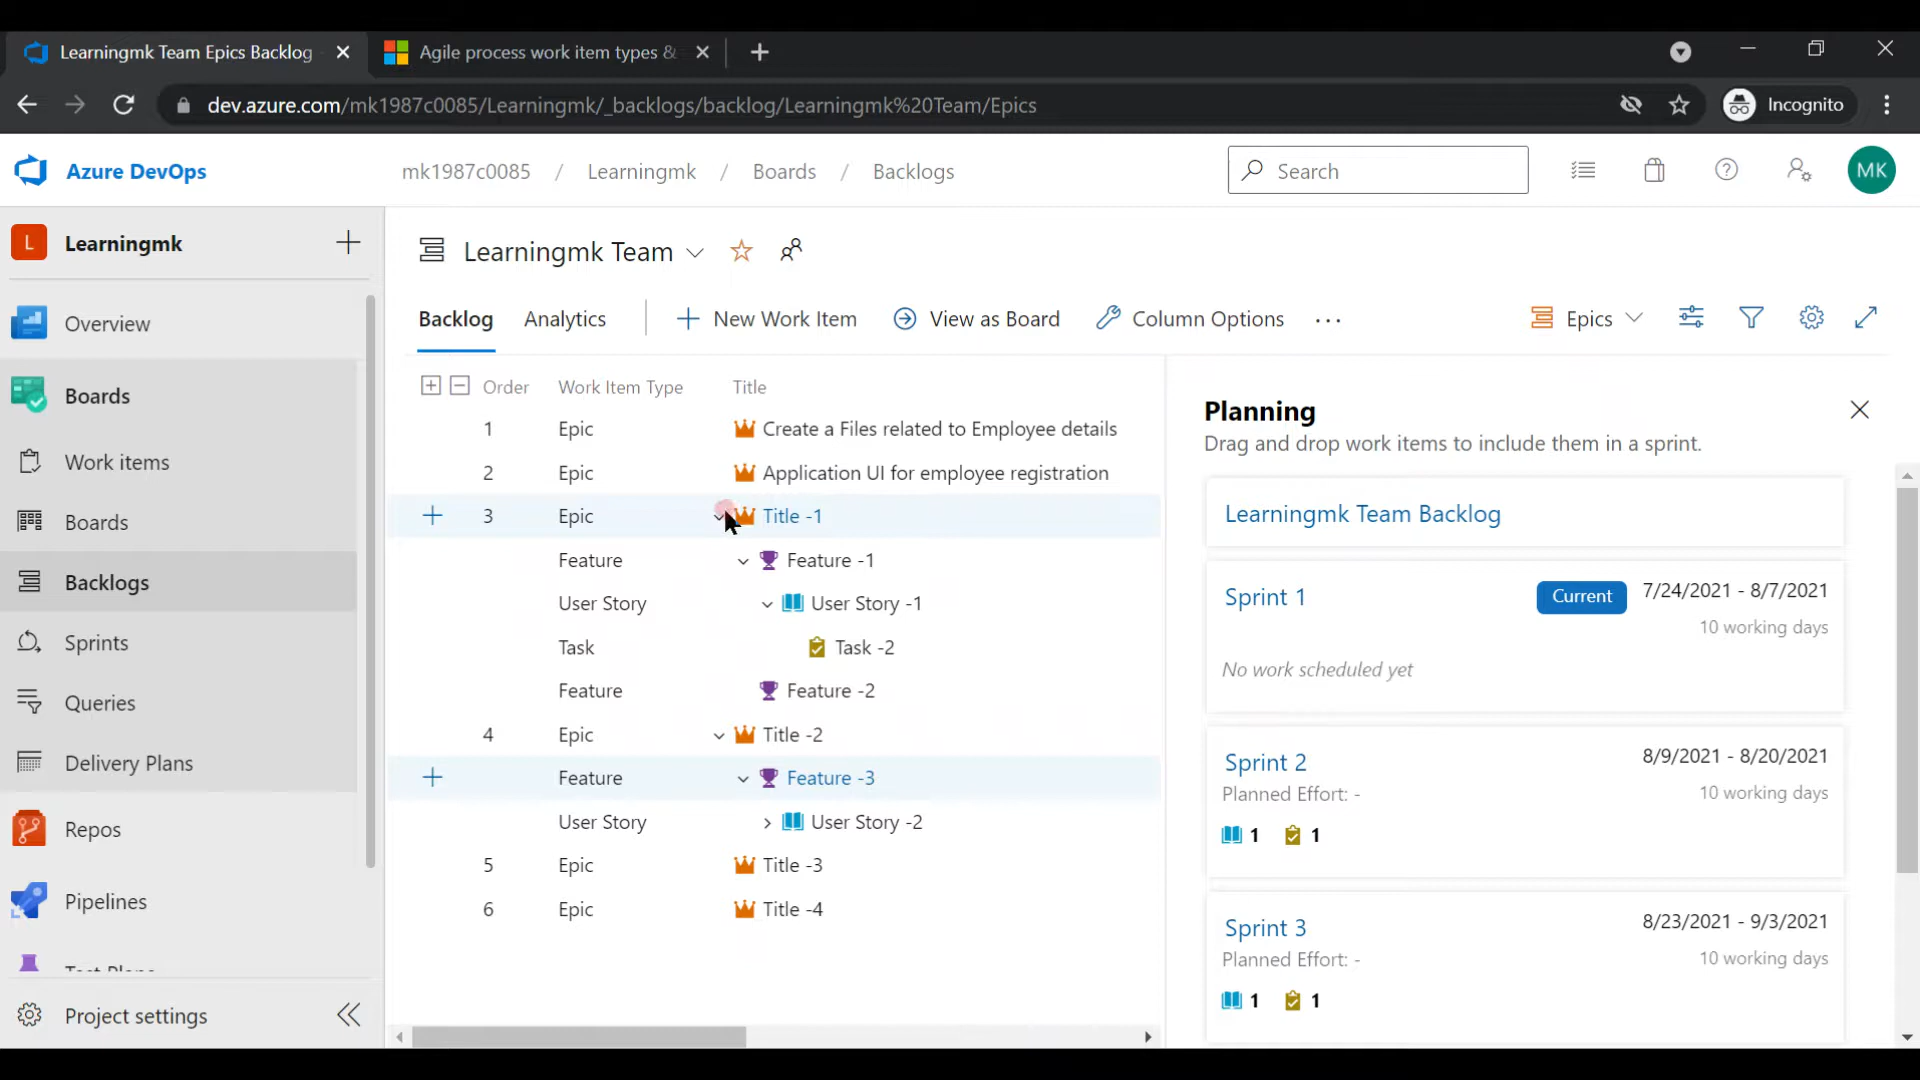 Learningmk Team Epics Backlog
Agile process work item types &
dev.azure.com/mk1987c0085/Learningmk/_backlogs/backlog/Learningmk%20Team/Epics
Incognito
Azure DevOps
mk1987c0085 / Learningmk / Boards / Backlogs
Search
MK
L Learningmk
Overview
Boards
Work items
Boards
Backlogs
Sprints
Queries
Delivery Plans
Repos
Pipelines
Test Plans
Project settings
Learningmk Team
Backlog Analytics New Work Item View as Board Column Options Epics
Order Work Item Type Title
1 Epic Create a Files related to Employee details
2 Epic Application UI for employee registration
3 Epic Title -1
Feature Feature -1
User Story User Story -1
Task Task -2
Feature Feature -2
4 Epic Title -2
Feature Feature -3
User Story User Story -2
5 Epic Title -3
6 Epic Title -4
Planning
Drag and drop work items to include them in a sprint.
Learningmk Team Backlog
Sprint 1 Current 7/24/2021 - 8/7/2021
10 working days
No work scheduled yet
Sprint 2 8/9/2021 - 8/20/2021
Planned Effort: - 10 working days
1 1
Sprint 3 8/23/2021 - 9/3/2021
Planned Effort: - 10 working days
1 1